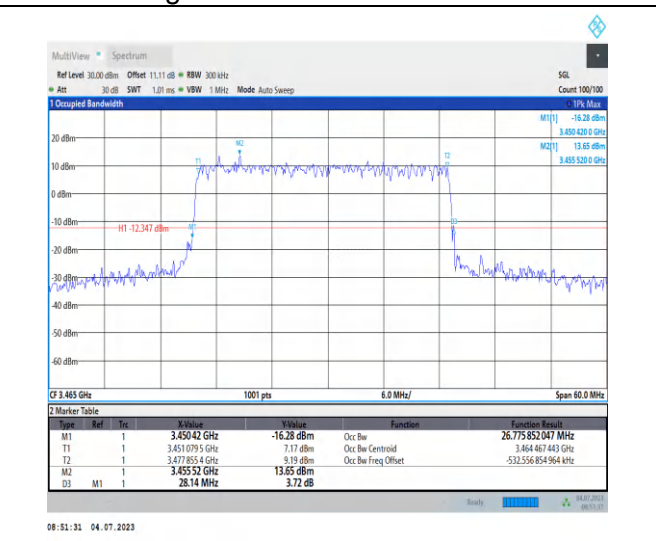 MultiView Spectrum
Ref Level 30.00 dBm Offset 11.11 dB RBW 300 kHz SGL
Att 30 dB SWT 1.01 ms VBW 1 MHz Mode Auto Sweep Count 100/100
1 Occupied Bandwidth 1Pk Max
M1[1] -16.28 dBm
3.450 420 0 GHz
M2[1] 13.65 dBm
3.455 520 0 GHz
20 dBm
M2
T1 T2
10 dBm
0 dBm
-10 dBm
H1 -12.347 dBm M1 D3
-20 dBm
-30 dBm
-40 dBm
-50 dBm
-60 dBm
CF 3.465 GHz 1001 pts 6.0 MHz/ Span 60.0 MHz
2 Marker Table
Type Ref Trc X-Value Y-Value Function Function Result
M1 1 3.450 42 GHz -16.28 dBm Occ Bw 26.775 852 047 MHz
T1 1 3.451 079 5 GHz 7.17 dBm Occ Bw Centroid 3.464 467 443 GHz
T2 1 3.477 855 4 GHz 9.19 dBm Occ Bw Freq Offset -532.556 854 964 kHz
M2 1 3.455 52 GHz 13.65 dBm
D3 M1 1 28.14 MHz 3.72 dB
Ready 04.07.2023
08:51:31 04.07.2023